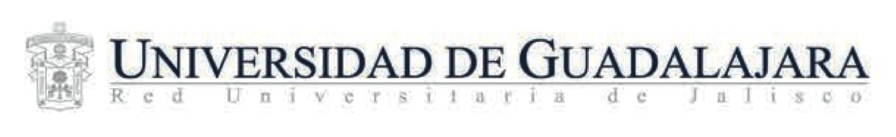 UNIVERSIDAD DE GUADALAJARA
Red Universitaria de Jalisco